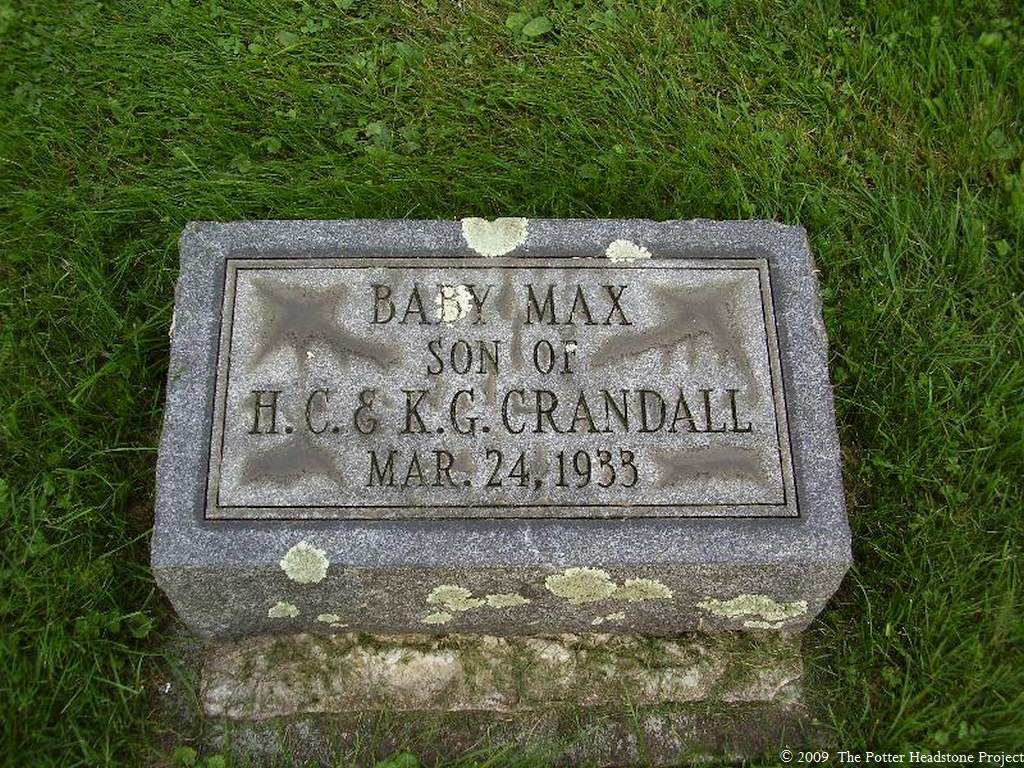 BABY MAX
SON OF
H. C. & K. G. CRANDALL
MAR. 24, 1933
© 2009 The Potter Headstone Project